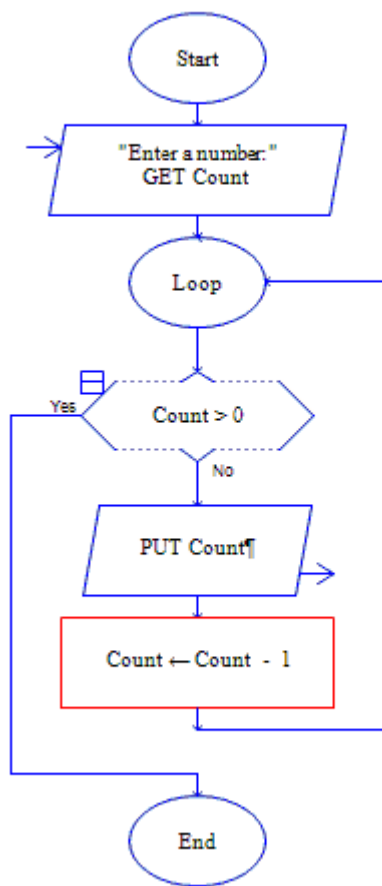 Start
"Enter a number:"
GET Count
Loop
Yes
Count > 0
No
PUT Count¶
Count ← Count - 1
End